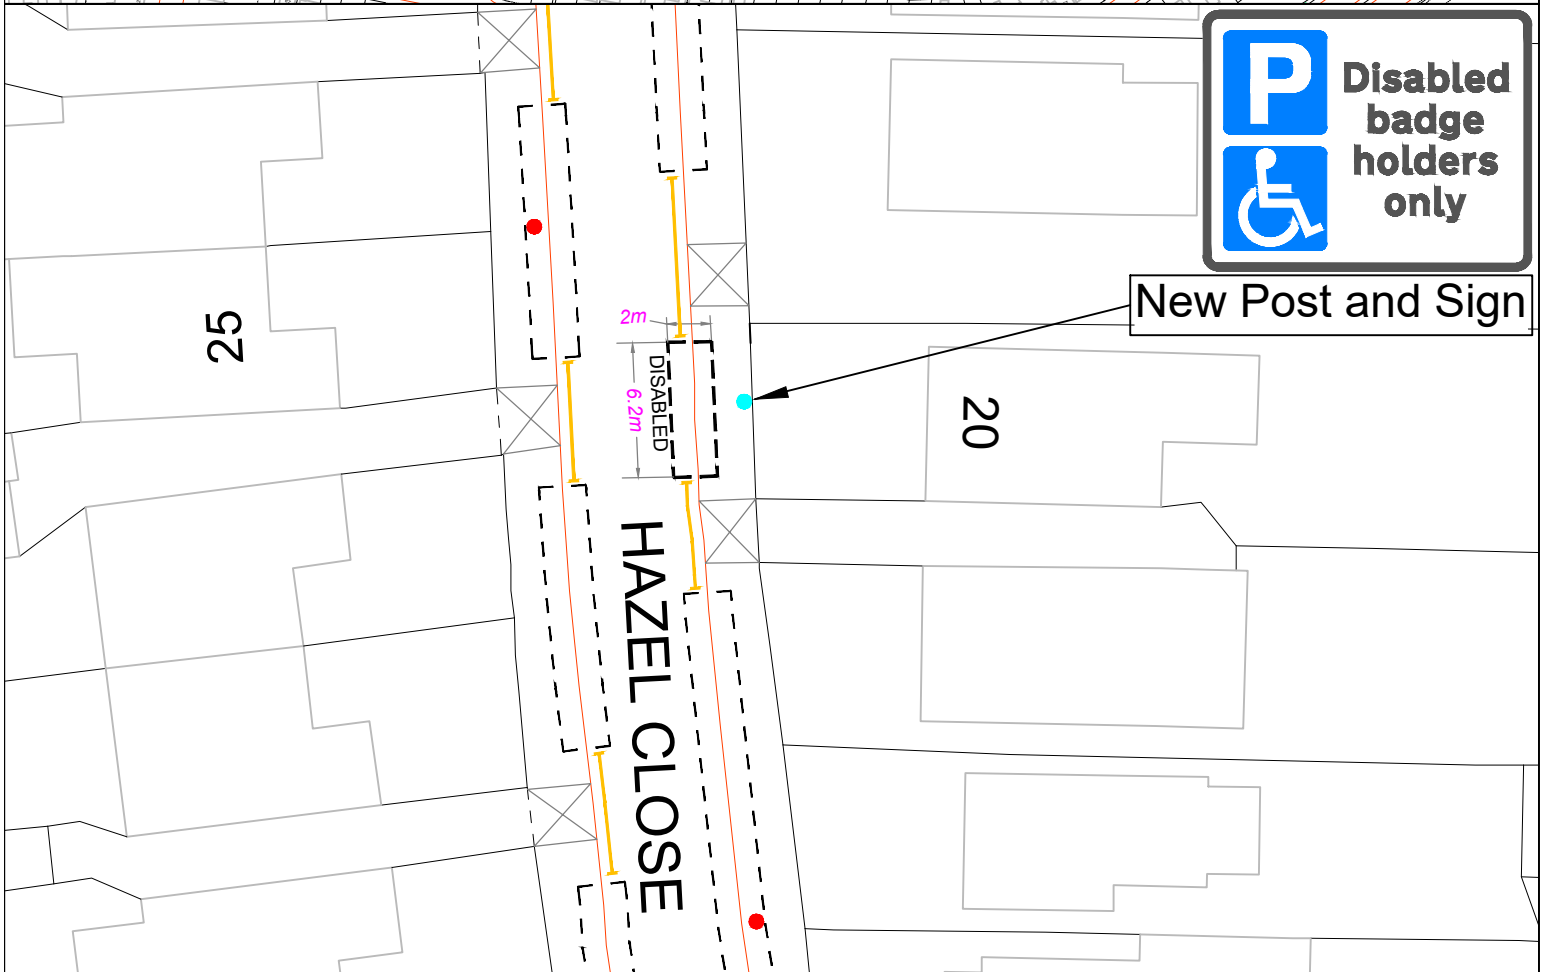 P
Disabled
badge
holders
only
New Post and Sign
25
2m
6.2m
DISABLED
20
HAZEL CLOSE